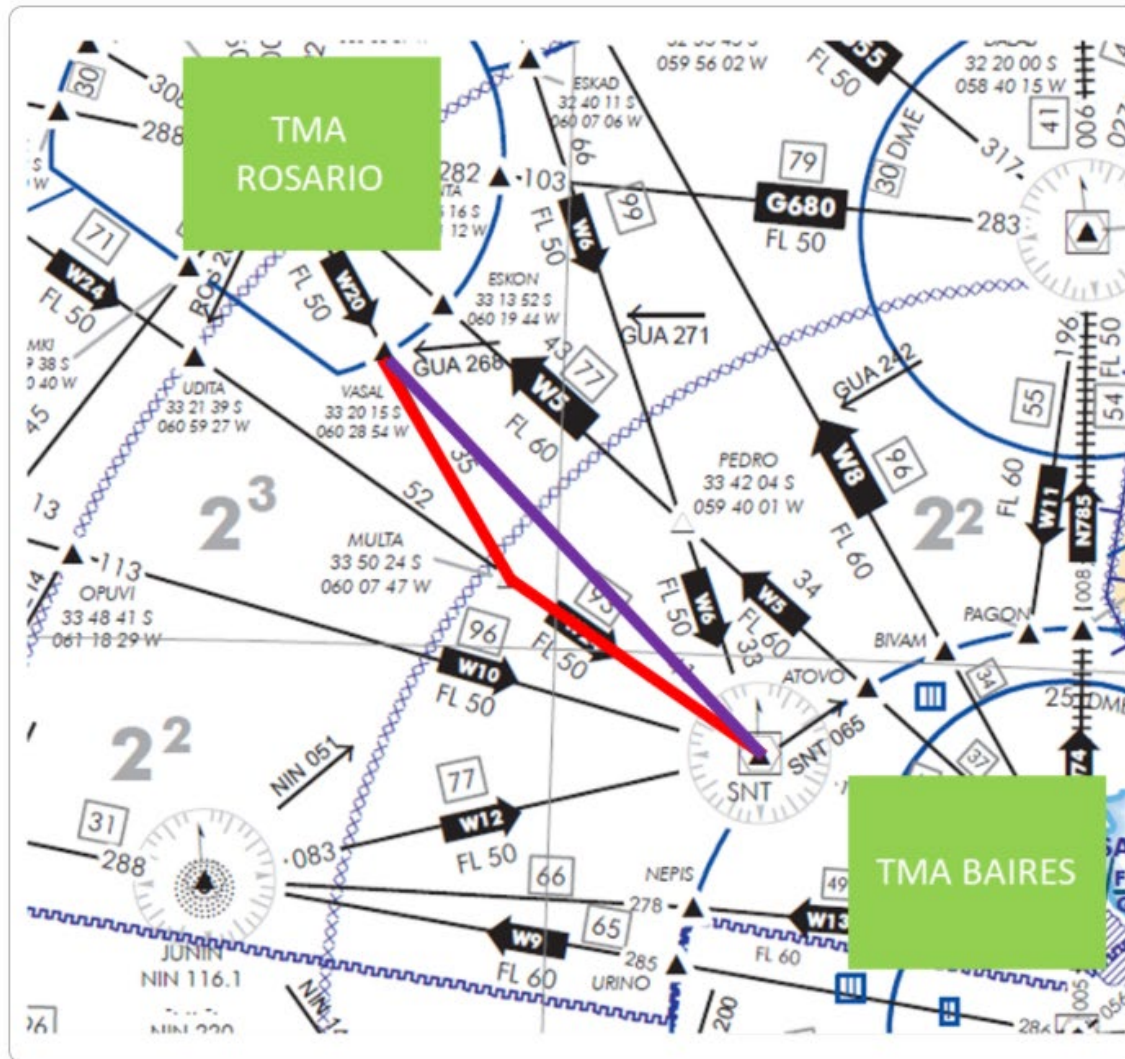 059 56 02 W
FL 50
32 20 00 S
058 40 15 W
ESKAD
32 40 11 S
060 07 06 W
30
308
288
TMA
ROSARIO
282
103
66
99
W6
FL 50
79
G680
FL 50
30 DME
317
41
006
283
71
W24
FL 50
W20
FL 50
ESKON
33 13 52 S
060 19 44 W
GUA 271
GUA 268
GUA 242
43
77
W5
FL 60
UDITA
33 21 39 S
060 59 27 W
VASAL
33 20 15 S
060 28 54 W
35
52
45
13
2³
PEDRO
33 42 04 S
059 40 01 W
W8
96
FL 60
2²
196
55
FL 60
W11
FL 50
54
N785
008
MULTA
33 50 24 S
060 07 47 W
113
OPUVI
33 48 41 S
061 18 29 W
96
W10
FL 50
FL 50
FL 50
W6
33
34
W5
FL 60
PAGON
BIVAM
ATOVO
34
25 DME
37
SNT 065
SNT
2²
NIN 051
77
W12
FL 50
31
288
083
TMA BAIRES
66
NEPIS
278
49
W13
FL 60
65
W9
FL 60
285
URINO
JUNIN
NIN 116.1
200
286
005
056